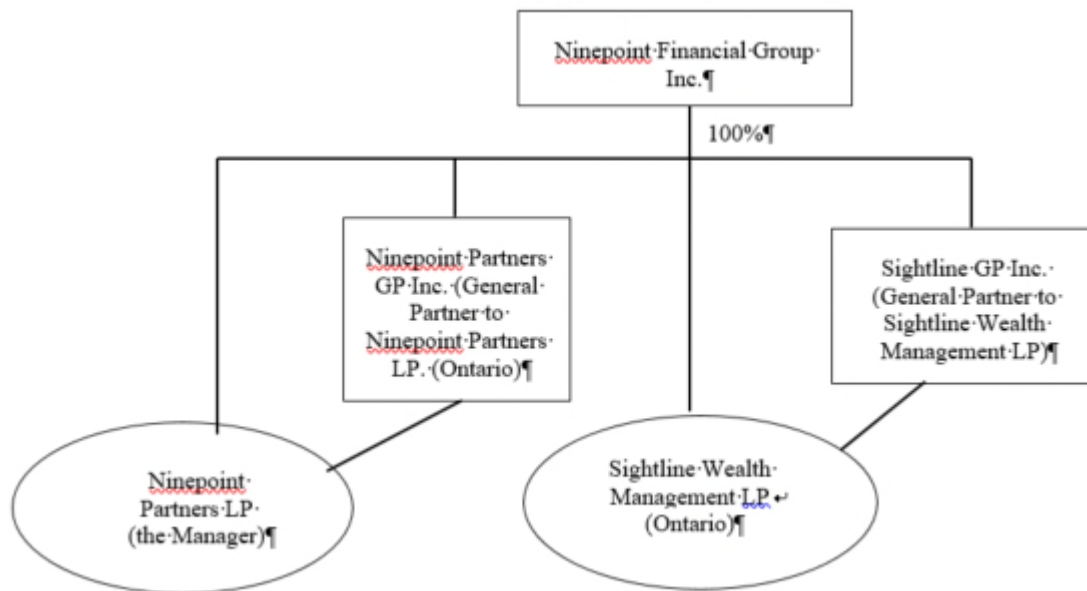 Ninepoint·Financial·Group·
Inc.¶
100%¶
Ninepoint·Partners·
GP·Inc.·(General·
Partner·to·
Ninepoint·Partners·
LP.·(Ontario)¶
Sightline·GP·Inc.·
(General·Partner·to·
Sightline·Wealth·
Management·LP)¶
Ninepoint·
Partners·LP·
(the·Manager)¶
Sightline·Wealth·
Management·LP·↵
(Ontario)¶